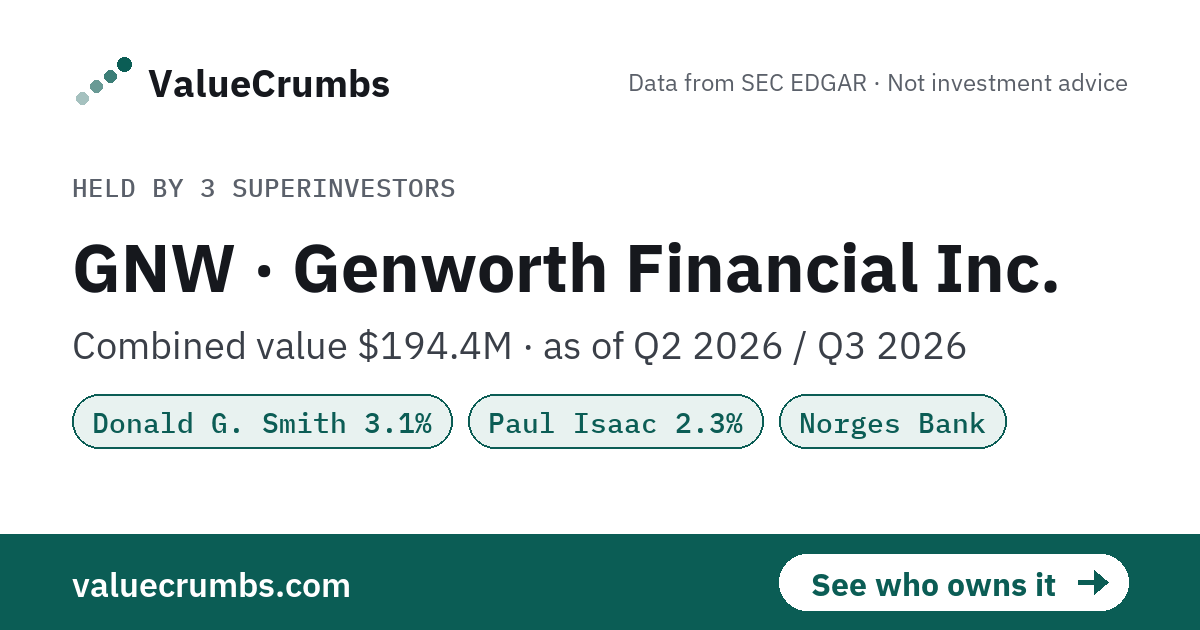 ValueCrumbs
Data from SEC EDGAR · Not investment advice
HELD BY 3 SUPERINVESTORS
GNW · Genworth Financial Inc.
Combined value $194.4M · as of Q2 2026 / Q3 2026
Donald G. Smith 3.1%
Paul Isaac 2.3%
Norges Bank
valuecrumbs.com
See who owns it →